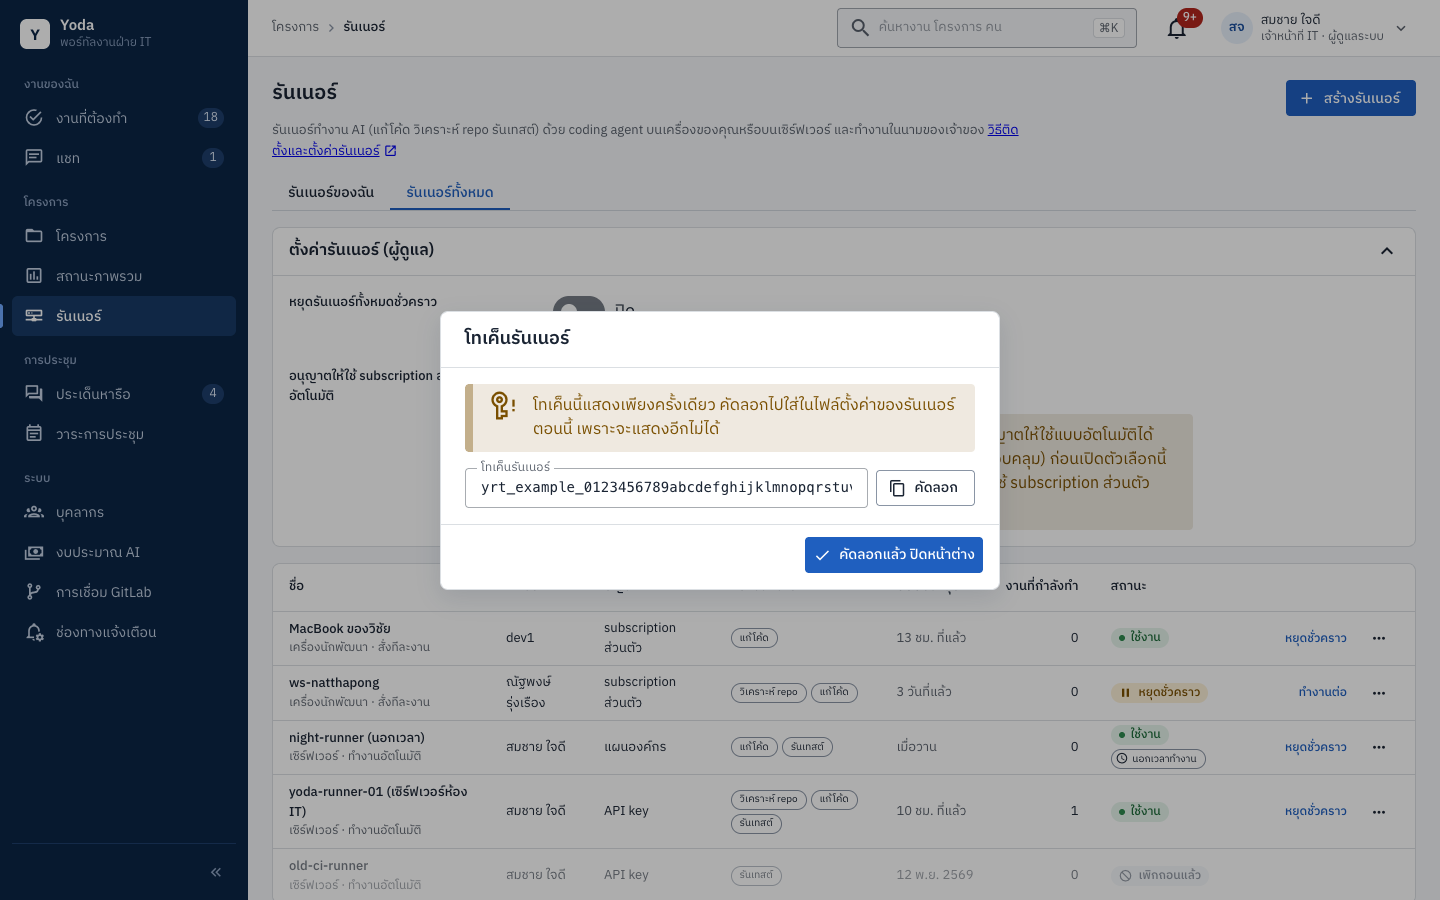 Y
Yoda
พอร์ทัลงานฝ่าย IT
งานของฉัน
งานที่ต้องทำ 18
แชท 1
โครงการ
โครงการ
สถานะภาพรวม
รันเนอร์
การประชุม
ประเด็นหารือ 4
วาระการประชุม
ระบบ
บุคลากร
งบประมาณ AI
การเชื่อม GitLab
ช่องทางแจ้งเตือน
โครงการ > รันเนอร์
ค้นหางาน โครงการ คน ⌘K
9+
สจ
สมชาย ใจดี
เจ้าหน้าที่ IT · ผู้ดูแลระบบ
รันเนอร์
สร้างรันเนอร์
รันเนอร์ทำงาน AI (แก้โค้ด วิเคราะห์ repo รันเทสต์) ด้วย coding agent บนเครื่องของคุณหรือบนเซิร์ฟเวอร์ และทำงานในนามของเจ้าของ วิธีติด
ตั้งและตั้งค่ารันเนอร์
รันเนอร์ของฉัน รันเนอร์ทั้งหมด
ตั้งค่ารันเนอร์ (ผู้ดูแล)
หยุดรันเนอร์ทั้งหมดชั่วคราว
อนุญาตให้ใช้ subscription
อัตโนมัติ
ญาตให้ใช้แบบอัตโนมัติได้
อบคลุม) ก่อนเปิดตัวเลือกนี้
ช้ subscription ส่วนตัว
โทเค็นรันเนอร์
โทเค็นนี้แสดงเพียงครั้งเดียว คัดลอกไปใส่ในไฟล์ตั้งค่าของรันเนอร์
ตอนนี้ เพราะจะแสดงอีกไม่ได้
โทเค็นรันเนอร์
yrt_example_0123456789abcdefghijklmnopqrstuv
คัดลอก
คัดลอกแล้ว ปิดหน้าต่าง
ชื่อ งานที่กำลังทำ สถานะ
MacBook ของวิชัย
เครื่องนักพัฒนา · สั่งทีละงาน
dev1
subscription
ส่วนตัว
แก้โค้ด
13 ชม. ที่แล้ว 0 ใช้งาน หยุดชั่วคราว
ws-natthapong
เครื่องนักพัฒนา · สั่งทีละงาน
ณัฐพงษ์
รุ่งเรือง
subscription
ส่วนตัว
วิเคราะห์ repo แก้โค้ด
3 วันที่แล้ว 0 หยุดชั่วคราว ทำงานต่อ
night-runner (นอกเวลา)
เซิร์ฟเวอร์ · ทำงานอัตโนมัติ
สมชาย ใจดี แผนองค์กร แก้โค้ด รันเทสต์ เมื่อวาน 0
ใช้งาน
นอกเวลาทำงาน
หยุดชั่วคราว
yoda-runner-01 (เซิร์ฟเวอร์ห้อง
IT)
เซิร์ฟเวอร์ · ทำงานอัตโนมัติ
สมชาย ใจดี API key
วิเคราะห์ repo แก้โค้ด
รันเทสต์
10 ชม. ที่แล้ว 1 ใช้งาน หยุดชั่วคราว
old-ci-runner
เซิร์ฟเวอร์ · ทำงานอัตโนมัติ
สมชาย ใจดี API key รันเทสต์ 12 พ.ย. 2569 0 เพิกถอนแล้ว